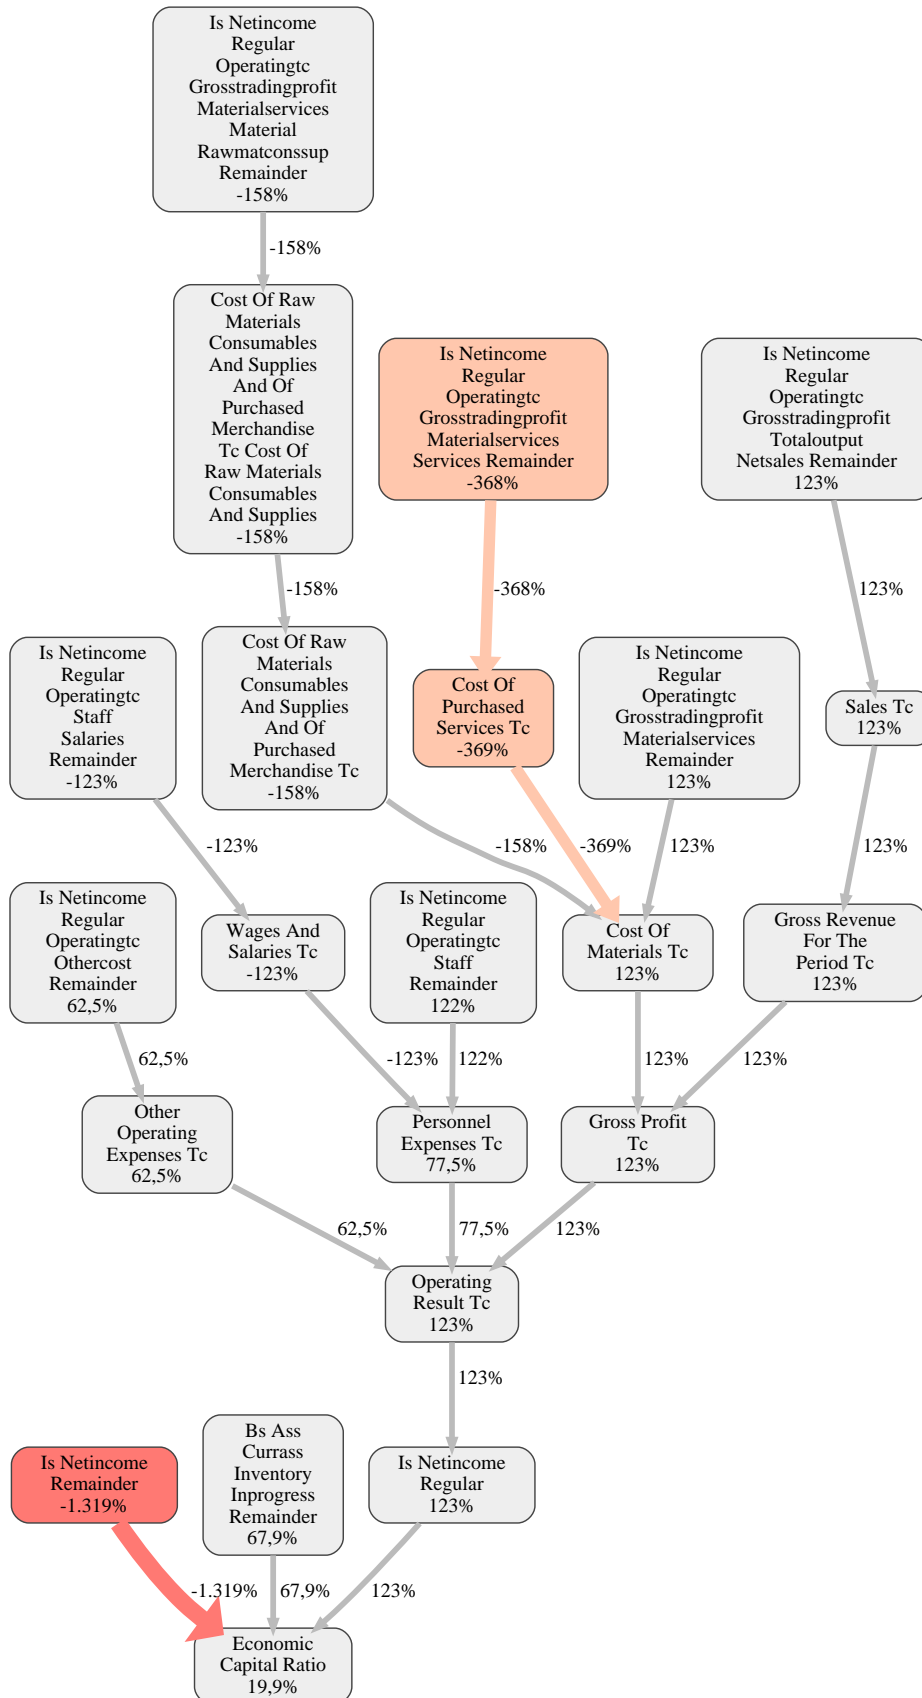 Is Netincome
Regular
Operatingtc
Grosstradingprofit
Materialservices
Material
Rawmatconssup
Remainder
-158%
-158%
Cost Of Raw
Materials
Consumables
And Supplies
And Of
Purchased
Merchandise
Tc Cost Of
Raw Materials
Consumables
And Supplies
-158%
Is Netincome
Regular
Operatingtc
Grosstradingprofit
Materialservices
Services Remainder
-368%
Is Netincome
Regular
Operatingtc
Grosstradingprofit
Totaloutput
Netsales Remainder
123%
-158%
-368%
123%
Is Netincome
Regular
Operatingtc
Staff
Salaries
Remainder
-123%
Cost Of Raw
Materials
Consumables
And Supplies
And Of
Purchased
Merchandise Tc
-158%
Cost Of
Purchased
Services Tc
-369%
Is Netincome
Regular
Operatingtc
Grosstradingprofit
Materialservices
Remainder
123%
Sales Tc
123%
-123%
-158%
-369%
123%
123%
Is Netincome
Regular
Operatingtc
Othercost
Remainder
62,5%
Wages And
Salaries Tc
-123%
Is Netincome
Regular
Operatingtc
Staff
Remainder
122%
Cost Of
Materials Tc
123%
Gross Revenue
For The
Period Tc
123%
62,5%
-123%
122%
123%
123%
Other
Operating
Expenses Tc
62,5%
Personnel
Expenses Tc
77,5%
Gross Profit
Tc
123%
62,5%
77,5%
123%
Operating
Result Tc
123%
123%
Is Netincome
Remainder
-1.319%
Bs Ass
Currass
Inventory
Inprogress
Remainder
67,9%
Is Netincome
Regular
123%
-1.319%
67,9%
123%
Economic
Capital Ratio
19,9%